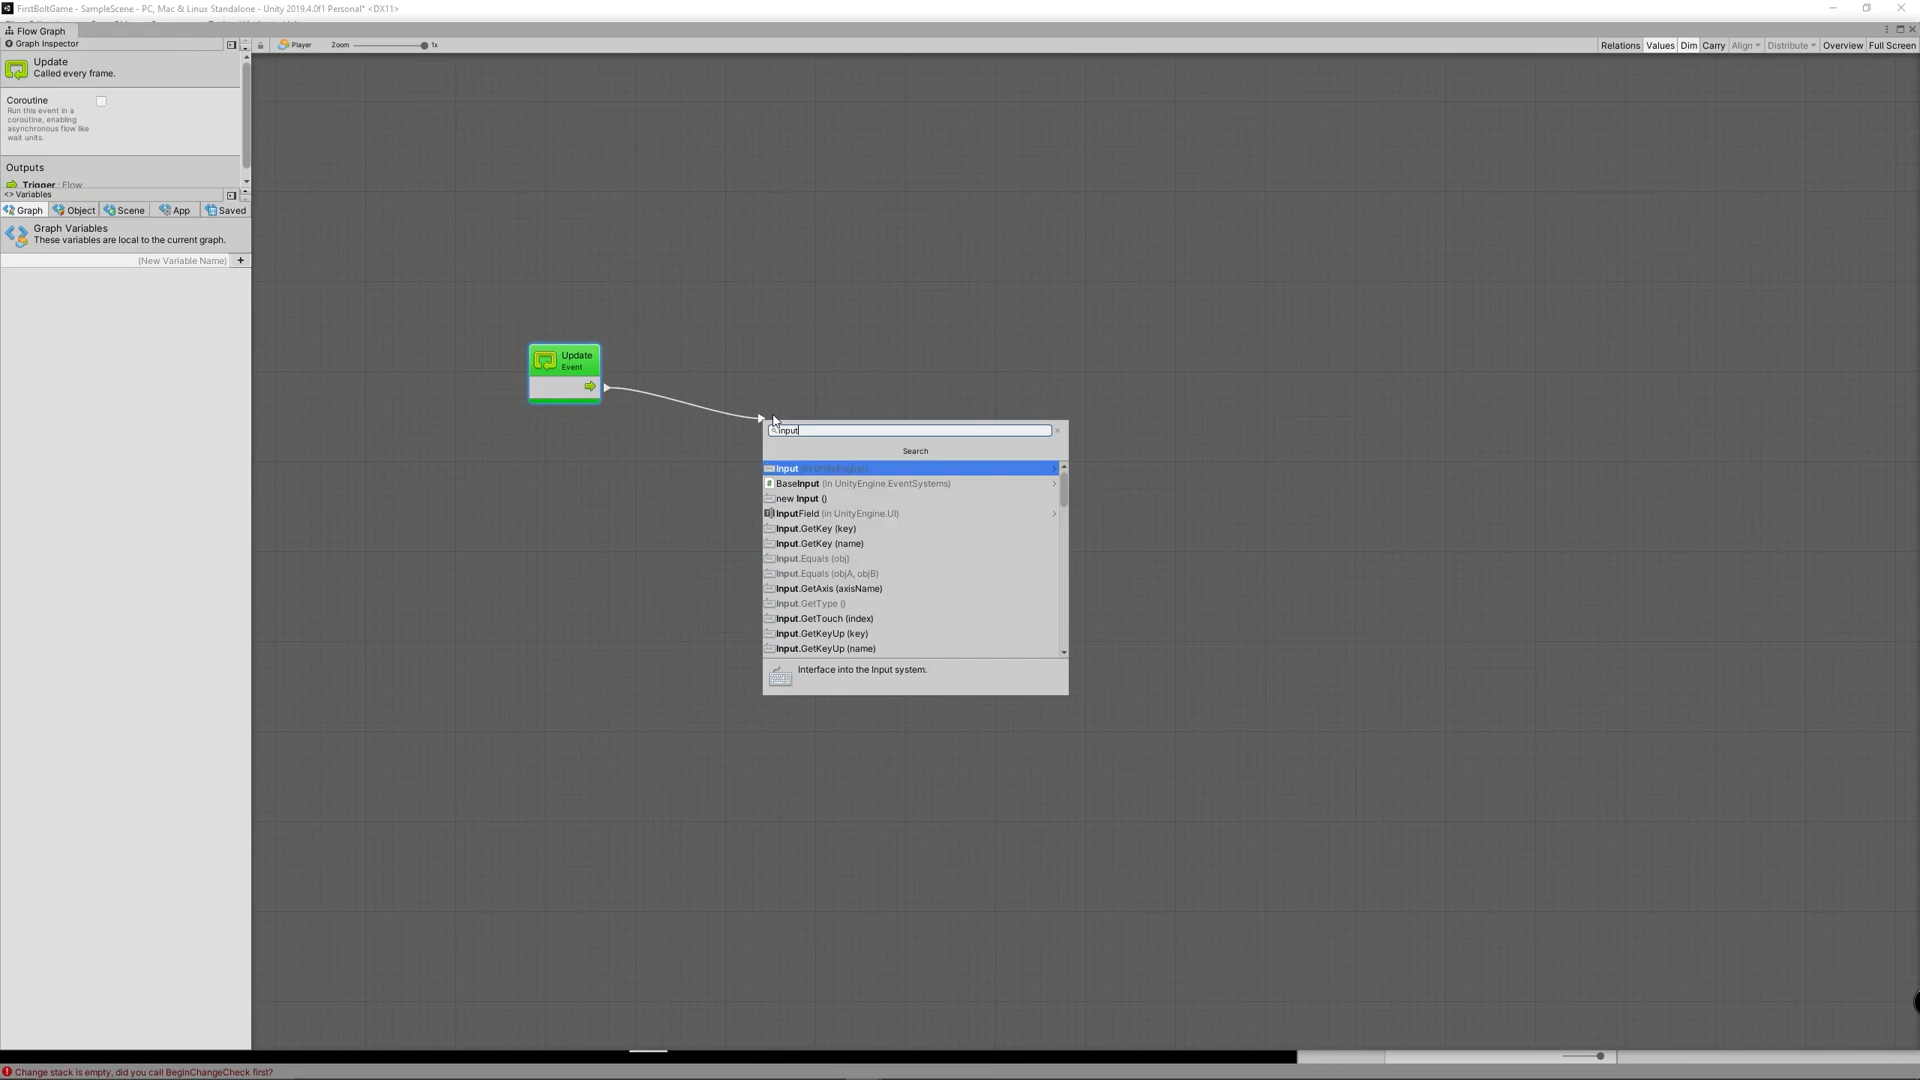 FirstBoltGame - SampleScene - PC, Mac & Linux Standalone - Unity 2019.4.0f1 Personal* <DX11>
Flow Graph
Graph Inspector
Player
Zoom
1x
Relations
Values
Dim
Carry
Align
Distribute
Overview
Full Screen
Update
Called every frame.
Coroutine
Run this event in a
coroutine, enabling
asynchronous flow like
wait units.
Outputs
Trigger : Flow
<> Variables
Graph
Object
Scene
App
Saved
Graph Variables
These variables are local to the current graph.
(New Variable Name) +
Update
Event
input
Search
Input (in UnityEngine)
BaseInput (in UnityEngine.EventSystems)
new Input ()
InputField (in UnityEngine.UI)
Input.GetKey (key)
Input.GetKey (name)
Input.Equals (obj)
Input.Equals (objA, objB)
Input.GetAxis (axisName)
Input.GetType ()
Input.GetTouch (index)
Input.GetKeyUp (key)
Input.GetKeyUp (name)
Interface into the Input system.
Change stack is empty, did you call BeginChangeCheck first?